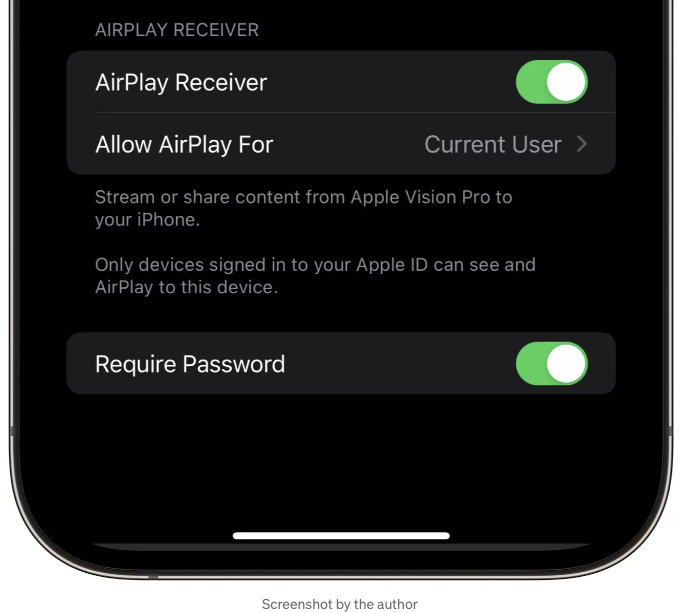 AIRPLAY RECEIVER
AirPlay Receiver
Allow AirPlay For Current User
Stream or share content from Apple Vision Pro to
your iPhone.
Only devices signed in to your Apple ID can see and
AirPlay to this device.
Require Password
Screenshot by the author